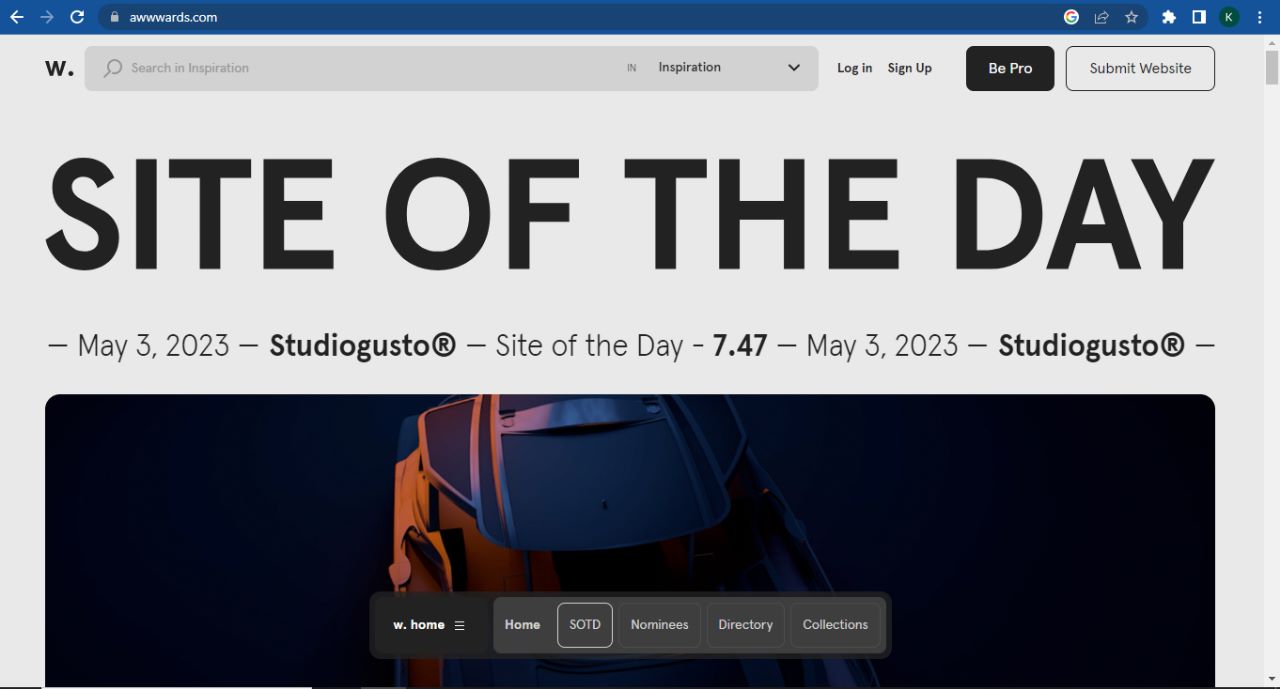 awwwards.com
K
w. Search in Inspiration IN Inspiration Log in Sign Up Be Pro Submit Website
SITE OF THE DAY
— May 3, 2023 — Studiogusto® — Site of the Day - 7.47 — May 3, 2023 — Studiogusto® —
w. home Home SOTD Nominees Directory Collections